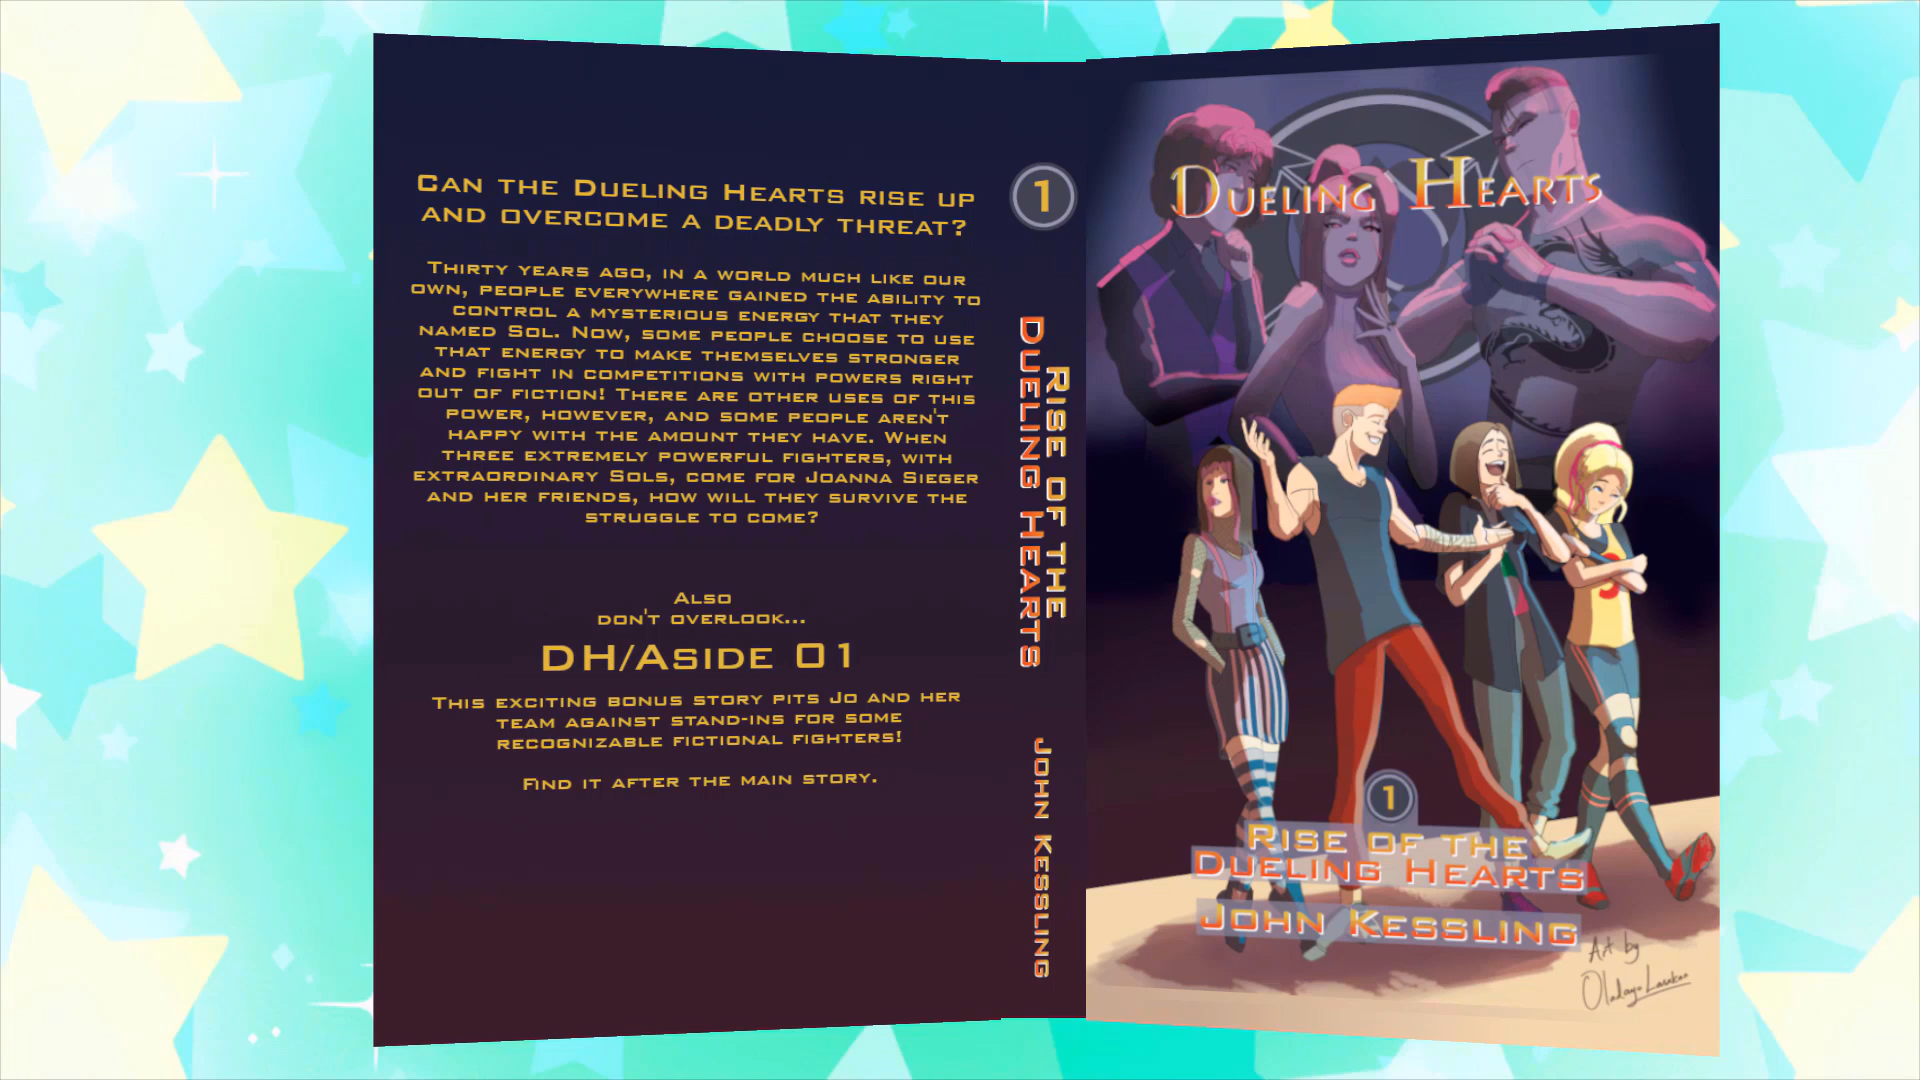 Can the Dueling Hearts rise up
and overcome a deadly threat?
Thirty years ago, in a world much like our
own, people everywhere gained the ability to
control a mysterious energy that they
named Sol. Now, some people choose to use
that energy to make themselves stronger
and fight in competitions with powers right
out of fiction! There are other uses of this
power, however, and some people aren't
happy with the amount they have. When
three extremely powerful fighters, with
extraordinary Sols, come for Joanna Sieger
and her friends, how will they survive the
struggle to come?
Also
don't overlook...
DH/Aside 01
This exciting bonus story pits Jo and her
team against stand-ins for some
recognizable fictional fighters!
Find it after the main story.
1
Rise of the
Dueling Hearts
John Kessling
Dueling Hearts
1
Rise of the
Dueling Hearts
John Kessling
Art by